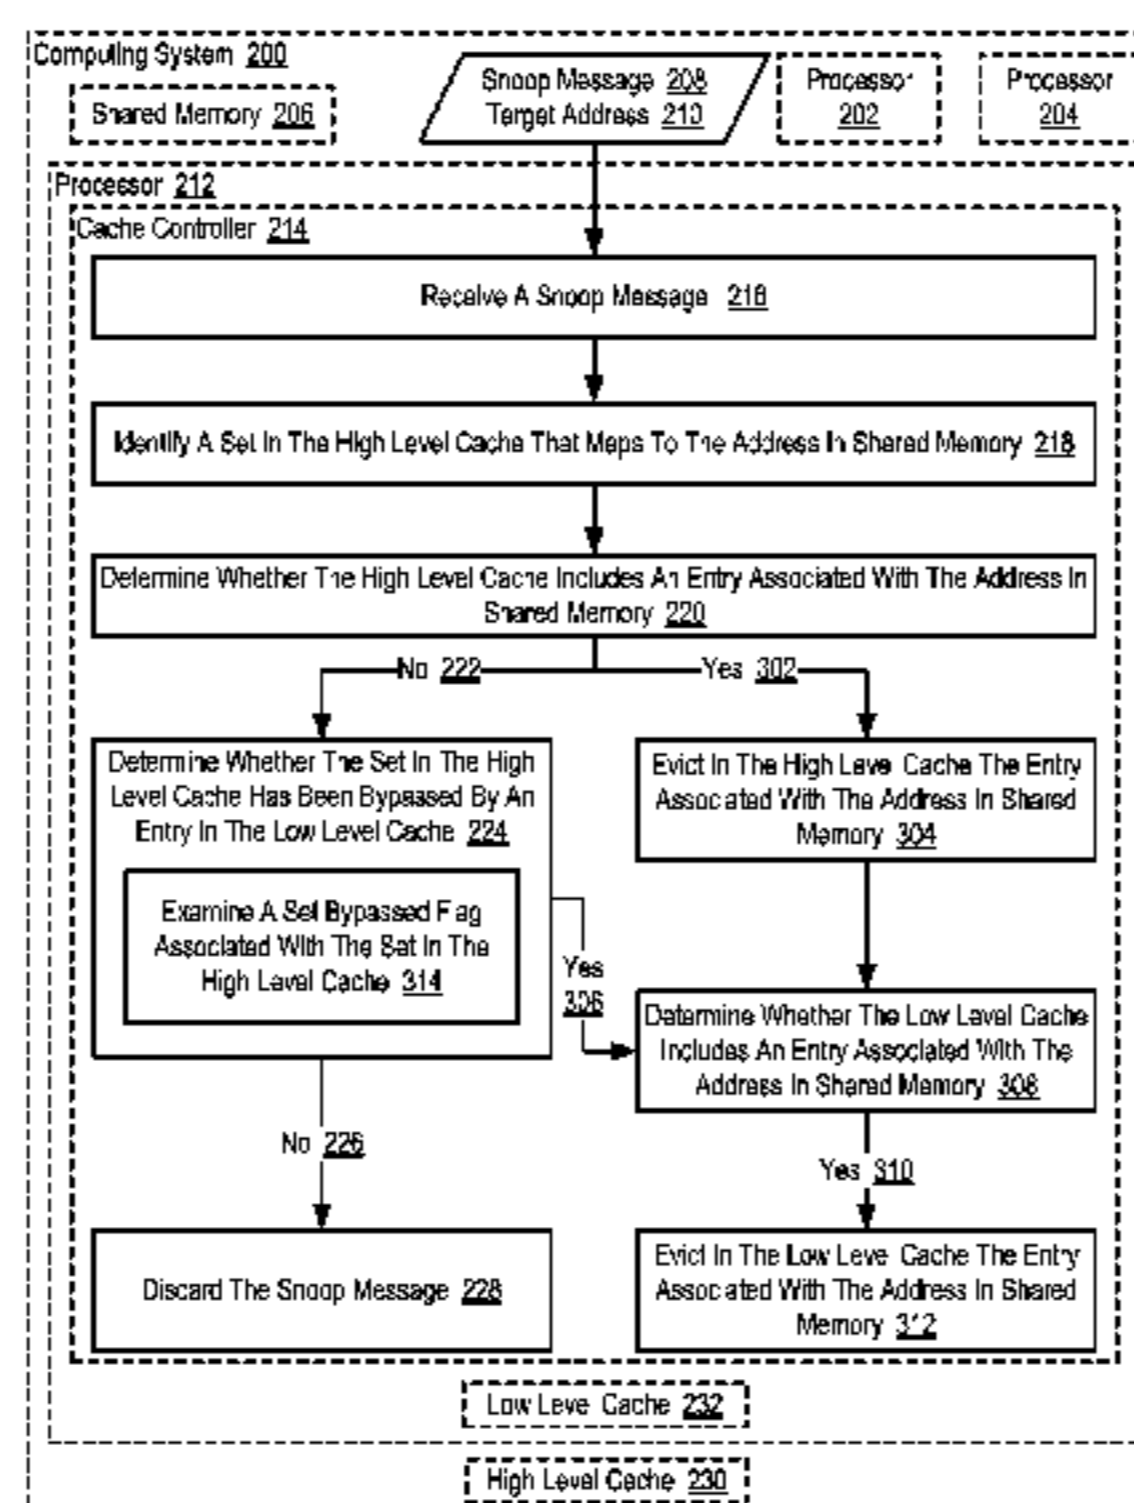 Computing System 200
Shared Memory 206
Snoop Message 208
Target Address 210
Processor
202
Processor
204
Processor 212
Cache Controller 214
Receive A Snoop Message 216
Identify A Set In The High Level Cache That Maps To The Address In Shared Memory 218
Determine Whether The High Level Cache Includes An Entry Associated With The Address In
Shared Memory 220
No 222
Yes 302
Determine Whether The Set In The High
Level Cache Has Been Bypassed By An
Entry In The Low Level Cache 224
Examine A Set Bypassed Flag
Associated With The Set In The
High Level Cache 314
Evict In The High Level Cache The Entry
Associated With The Address In Shared
Memory 304
Yes
306
Determine Whether The Low Level Cache
Includes An Entry Associated With The
Address In Shared Memory 308
No 226
Yes 310
Discard The Snoop Message 228
Evict In The Low Level Cache The Entry
Associated With The Address In Shared
Memory 312
Low Level Cache 232
High Level Cache 230